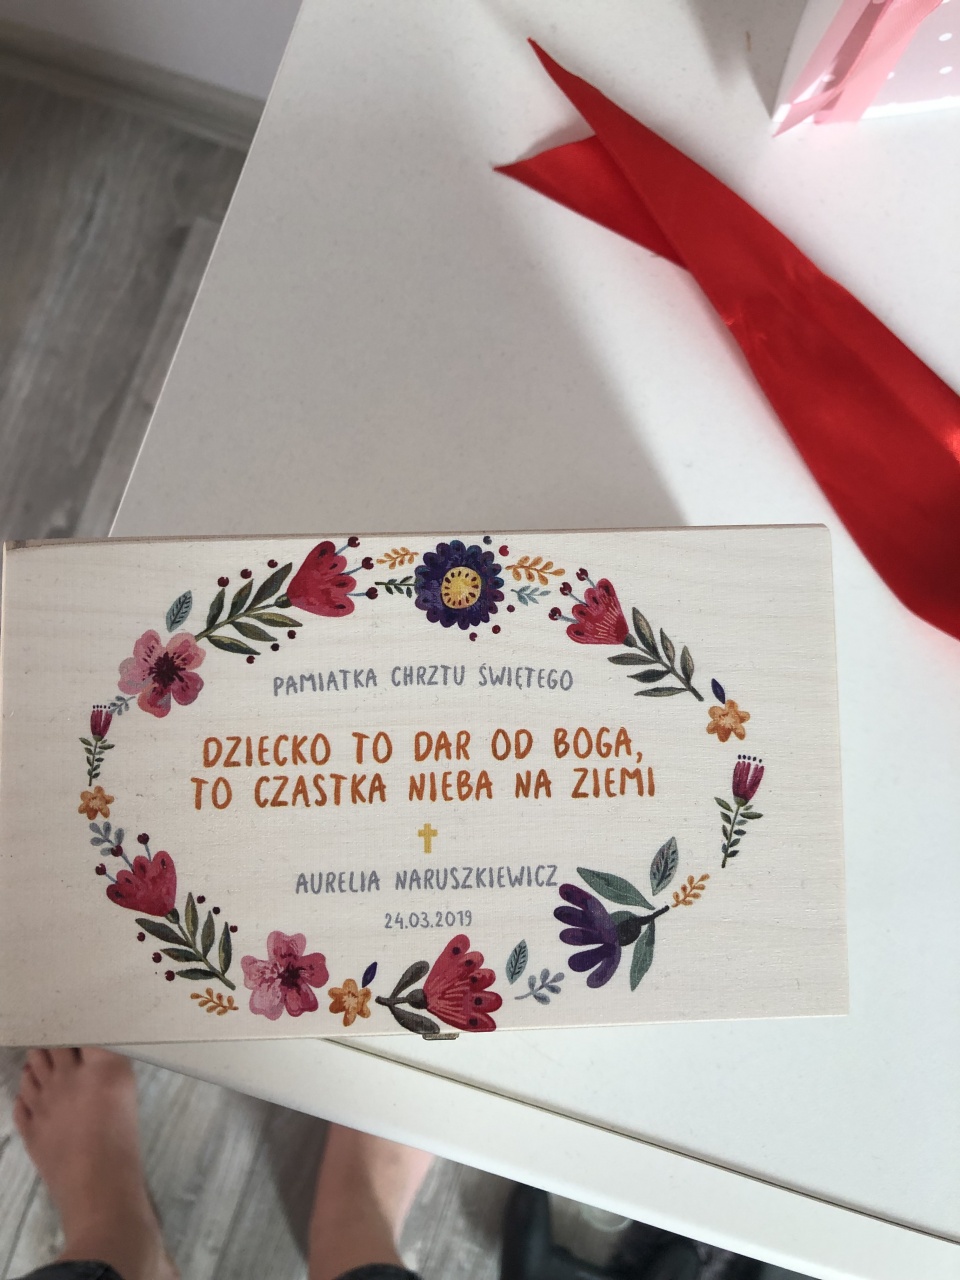 PAMIATKA CHRZTU ŚWIĘTEGO
DZIECKO TO DAR OD BOGA,
TO CZASTKA NIEBA NA ZIEMI
AURELIA NARUSZKIEWICZ
24.03.2019